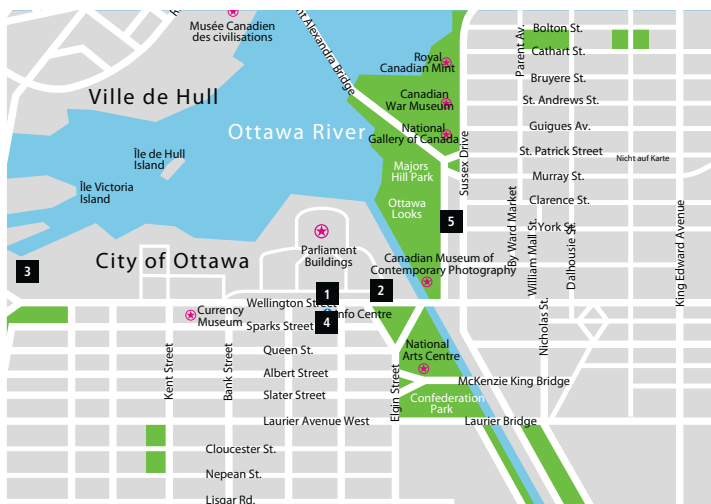 Musée Canadien
des civilisations
nt Alexandra Bridge
Ville de Hull
Ottawa River
Île de Hull
Island
Île Victoria
Island
Royal
Canadian Mint
Canadian
War Museum
National
Gallery of Canada
Majors
Hill Park
Ottawa
Looks
Sussex Drive
Parent Av.
Bolton St.
Cathart St.
Bruyere St.
St. Andrews St.
Guigues Av.
St. Patrick Street
Nicht auf Karte
Murray St.
Clarence St.
York St.
By Ward Market
William Mall St.
Dalhousie St.
King Edward Avenue
Nicholas St.
5
3
City of Ottawa
Parliament
Buildings
Canadian Museum of
Contemporary Photography
1
2
4
Wellington Street
Info Centre
Currency
Museum
Sparks Street
Queen St.
Albert Street
Slater Street
Laurier Avenue West
Kent Street
Bank Street
Elgin Street
National
Arts Centre
McKenzie King Bridge
Confederation
Park
Laurier Bridge
Cloucester St.
Nepean St.
Lisgar Rd.